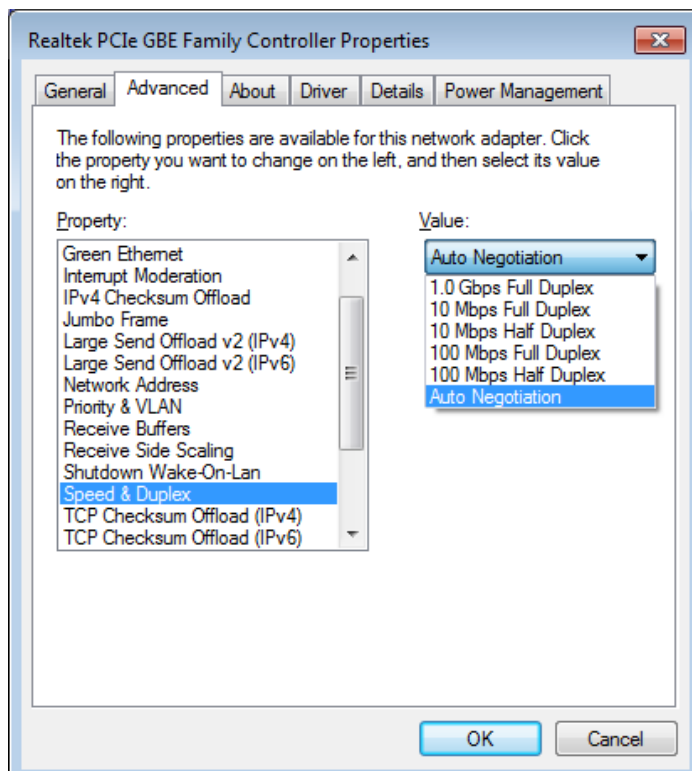 Realtek PCIe GBE Family Controller Properties
General Advanced About Driver Details Power Management
The following properties are available for this network adapter. Click
the property you want to change on the left, and then select its value
on the right.
Property:
Green Ethernet
Interrupt Moderation
IPv4 Checksum Offload
Jumbo Frame
Large Send Offload v2 (IPv4)
Large Send Offload v2 (IPv6)
Network Address
Priority & VLAN
Receive Buffers
Receive Side Scaling
Shutdown Wake-On-Lan
Speed & Duplex
TCP Checksum Offload (IPv4)
TCP Checksum Offload (IPv6)
Value:
Auto Negotiation
1.0 Gbps Full Duplex
10 Mbps Full Duplex
10 Mbps Half Duplex
100 Mbps Full Duplex
100 Mbps Half Duplex
Auto Negotiation
OK Cancel